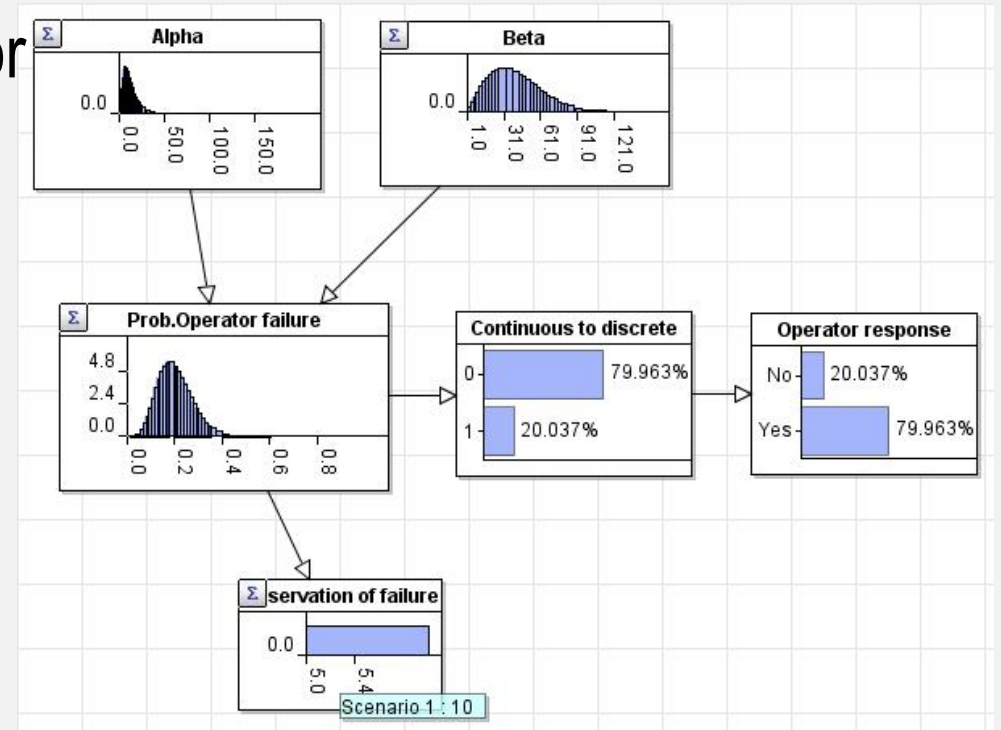 or
Σ Alpha
0.0
0.0 50.0 100.0 150.0
Σ Beta
0.0
1.0 31.0 61.0 91.0 121.0
Σ Prob.Operator failure
4.8
2.4
0.0
0.0 0.2 0.4 0.6 0.8
Continuous to discrete
0 79.963%
1 20.037%
Operator response
No 20.037%
Yes 79.963%
Σ servation of failure
0.0
5.0 5.4
Scenario 1 : 10